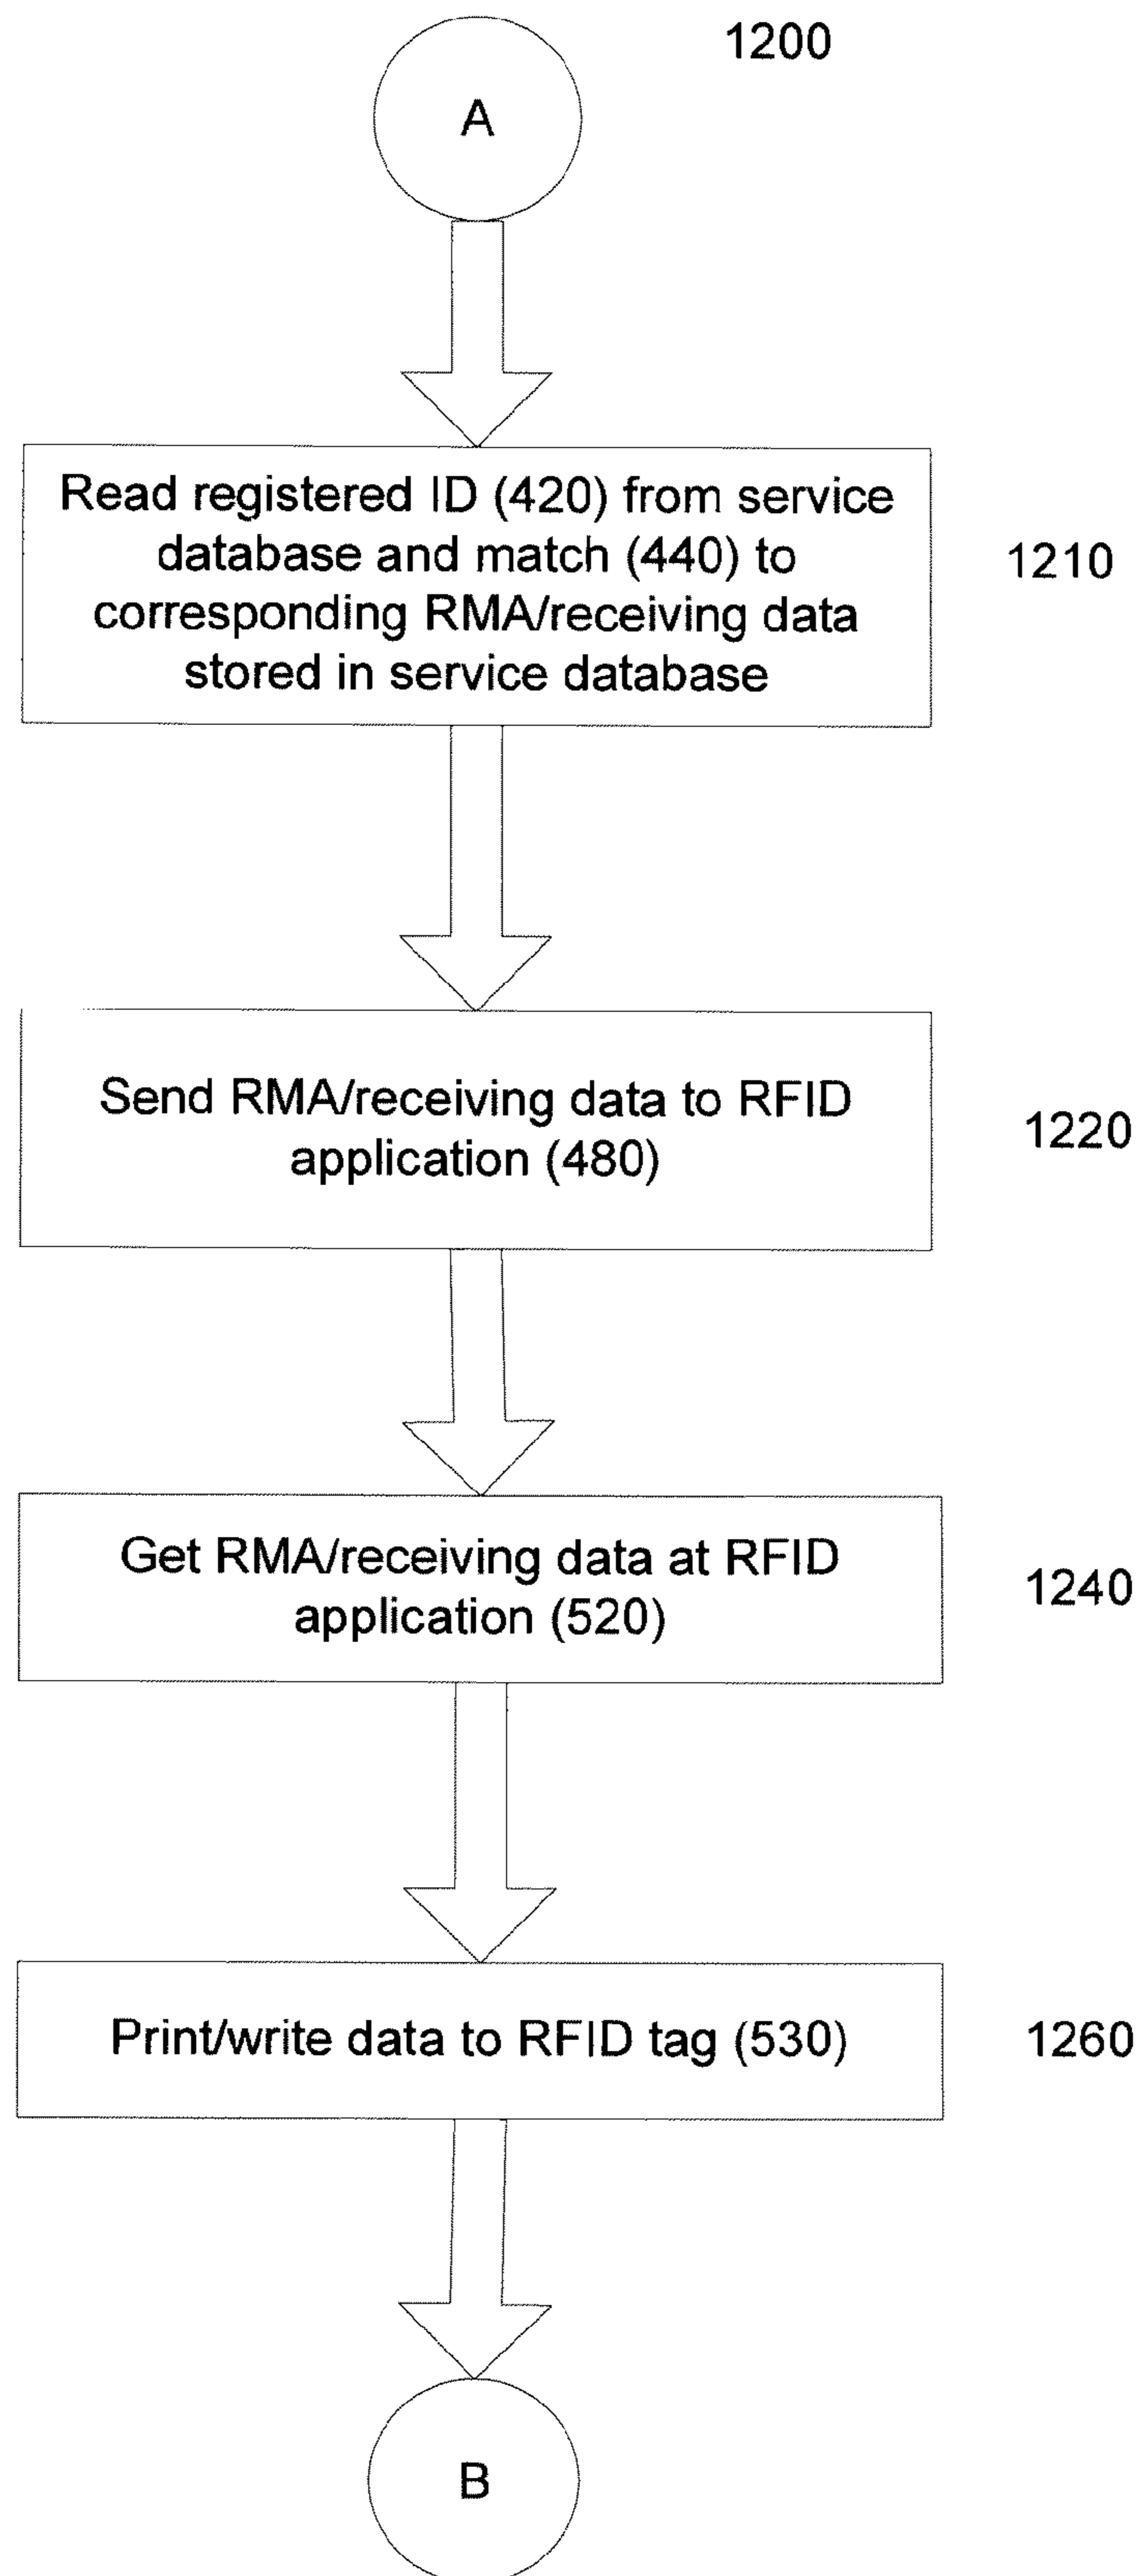 1200
A
Read registered ID (420) from service
database and match (440) to
corresponding RMA/receiving data
stored in service database
1210
Send RMA/receiving data to RFID
application (480)
1220
Get RMA/receiving data at RFID
application (520)
1240
Print/write data to RFID tag (530)
1260
B